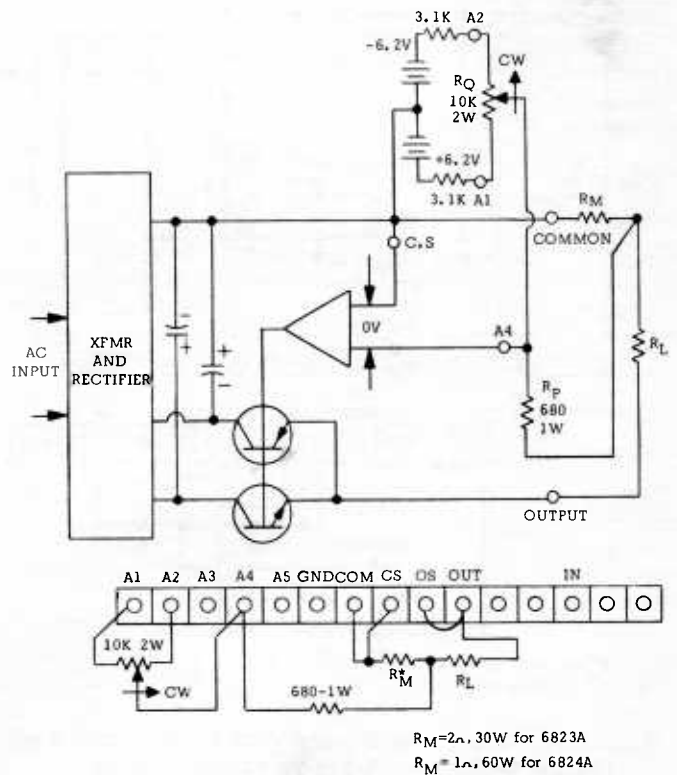 3.1K A2
-6.2V
CW
RQ
10K
2W
+6.2V
3.1K A1
RM
COMMON
C.S
0V
A4
RL
AC
INPUT
XFMR
AND
RECTIFIER
RP
680
1W
OUTPUT
A1 A2 A3 A4 A5 GND COM CS OS OUT IN
10K 2W
CW
R*M
RL
680-1W
RM=2Ω, 30W for 6823A
RM=1Ω, 60W for 6824A